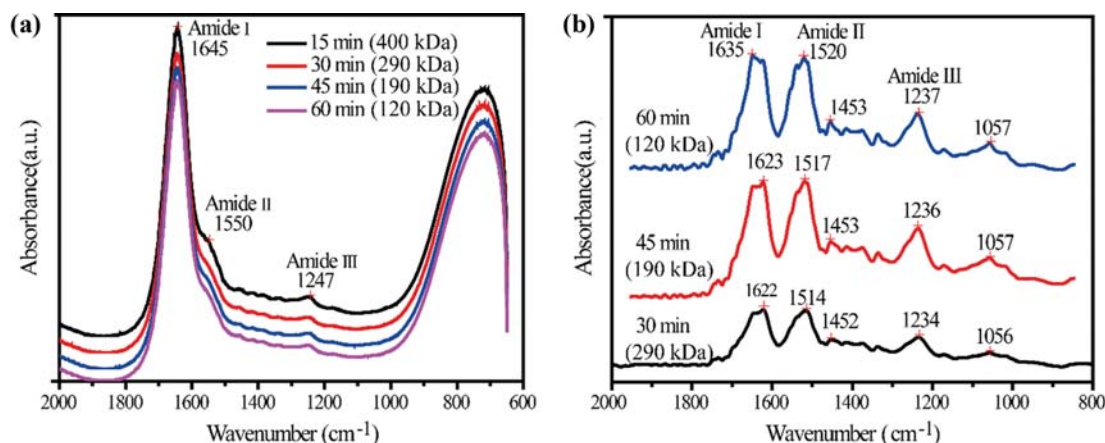 (a)
Amide I
1645
15 min (400 kDa)
30 min (290 kDa)
45 min (190 kDa)
60 min (120 kDa)
Amide II
1550
Amide III
1247
Absorbance(a.u.)
2000 1800 1600 1400 1200 1000 800 600
Wavenumber (cm⁻¹)
(b)
Amide I
1635
Amide II
1520
Amide III
1453
1237
1057
60 min
(120 kDa)
1623
1517
1453
1236
1057
45 min
(190 kDa)
1622
1514
1452
1234
1056
30 min
(290 kDa)
Absorbance(a.u.)
2000 1800 1600 1400 1200 1000 800
Wavenumber (cm⁻¹)